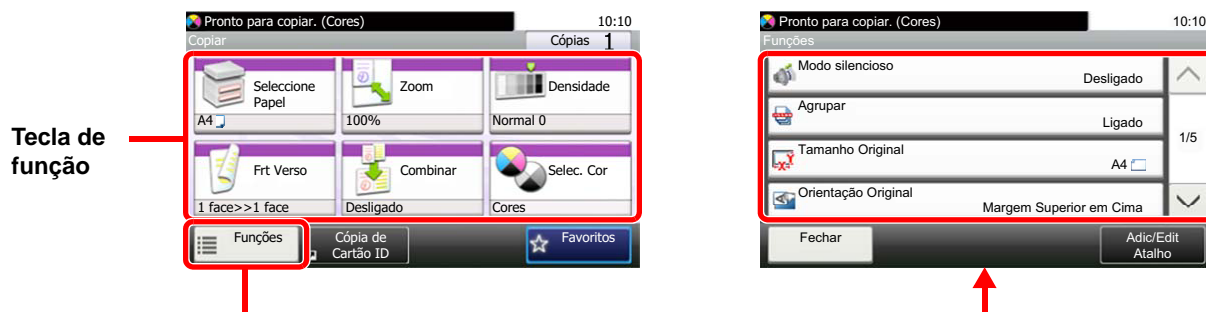 Tecla de
função
Pronto para copiar. (Cores) 10:10
Copiar Cópias 1
Seleccione
Papel
A4
Zoom
100%
Densidade
Normal 0
Frt Verso
1 face>>1 face
Combinar
Desligado
Selec. Cor
Cores
Funções
Cópia de
Cartão ID
Favoritos
Pronto para copiar. (Cores) 10:10
Funções
Modo silencioso
Desligado
Agrupar
Ligado
Tamanho Original
A4
Orientação Original
Margem Superior em Cima
1/5
Fechar
Adic/Edit
Atalho